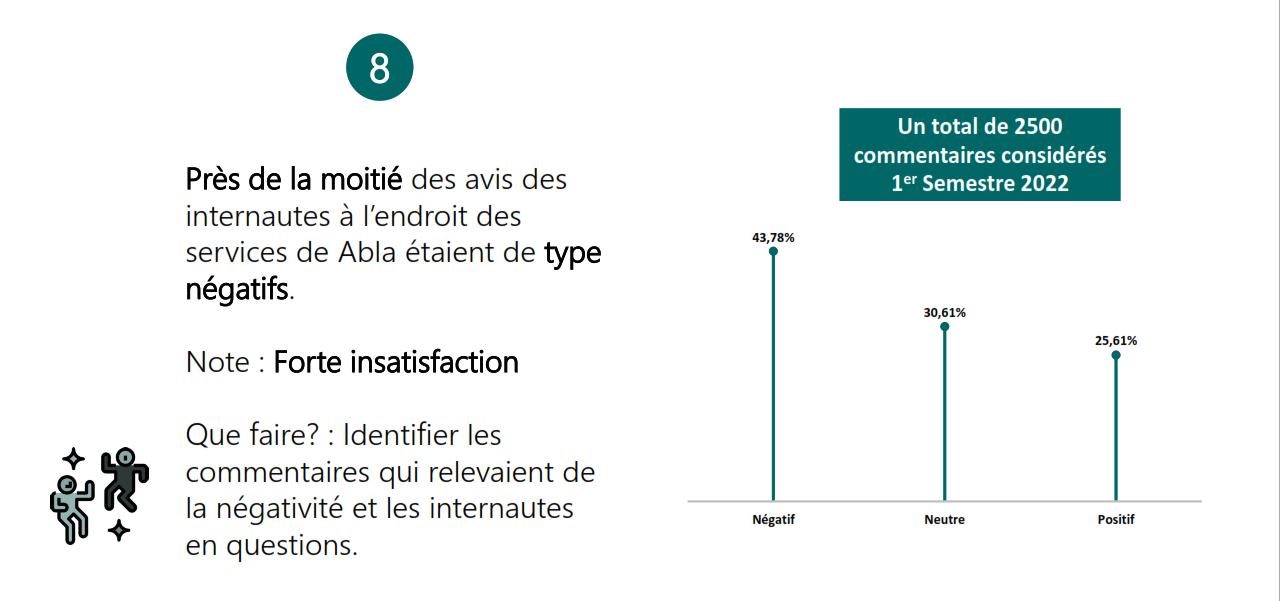 8
Près de la moitié des avis des
internautes à l’endroit des
services de Abla étaient de type
négatifs.
Note : Forte insatisfaction
Que faire? : Identifier les
commentaires qui relevaient de
la négativité et les internautes
en questions.
Un total de 2500
commentaires considérés
1er Semestre 2022
43,78%
30,61%
25,61%
Négatif
Neutre
Positif